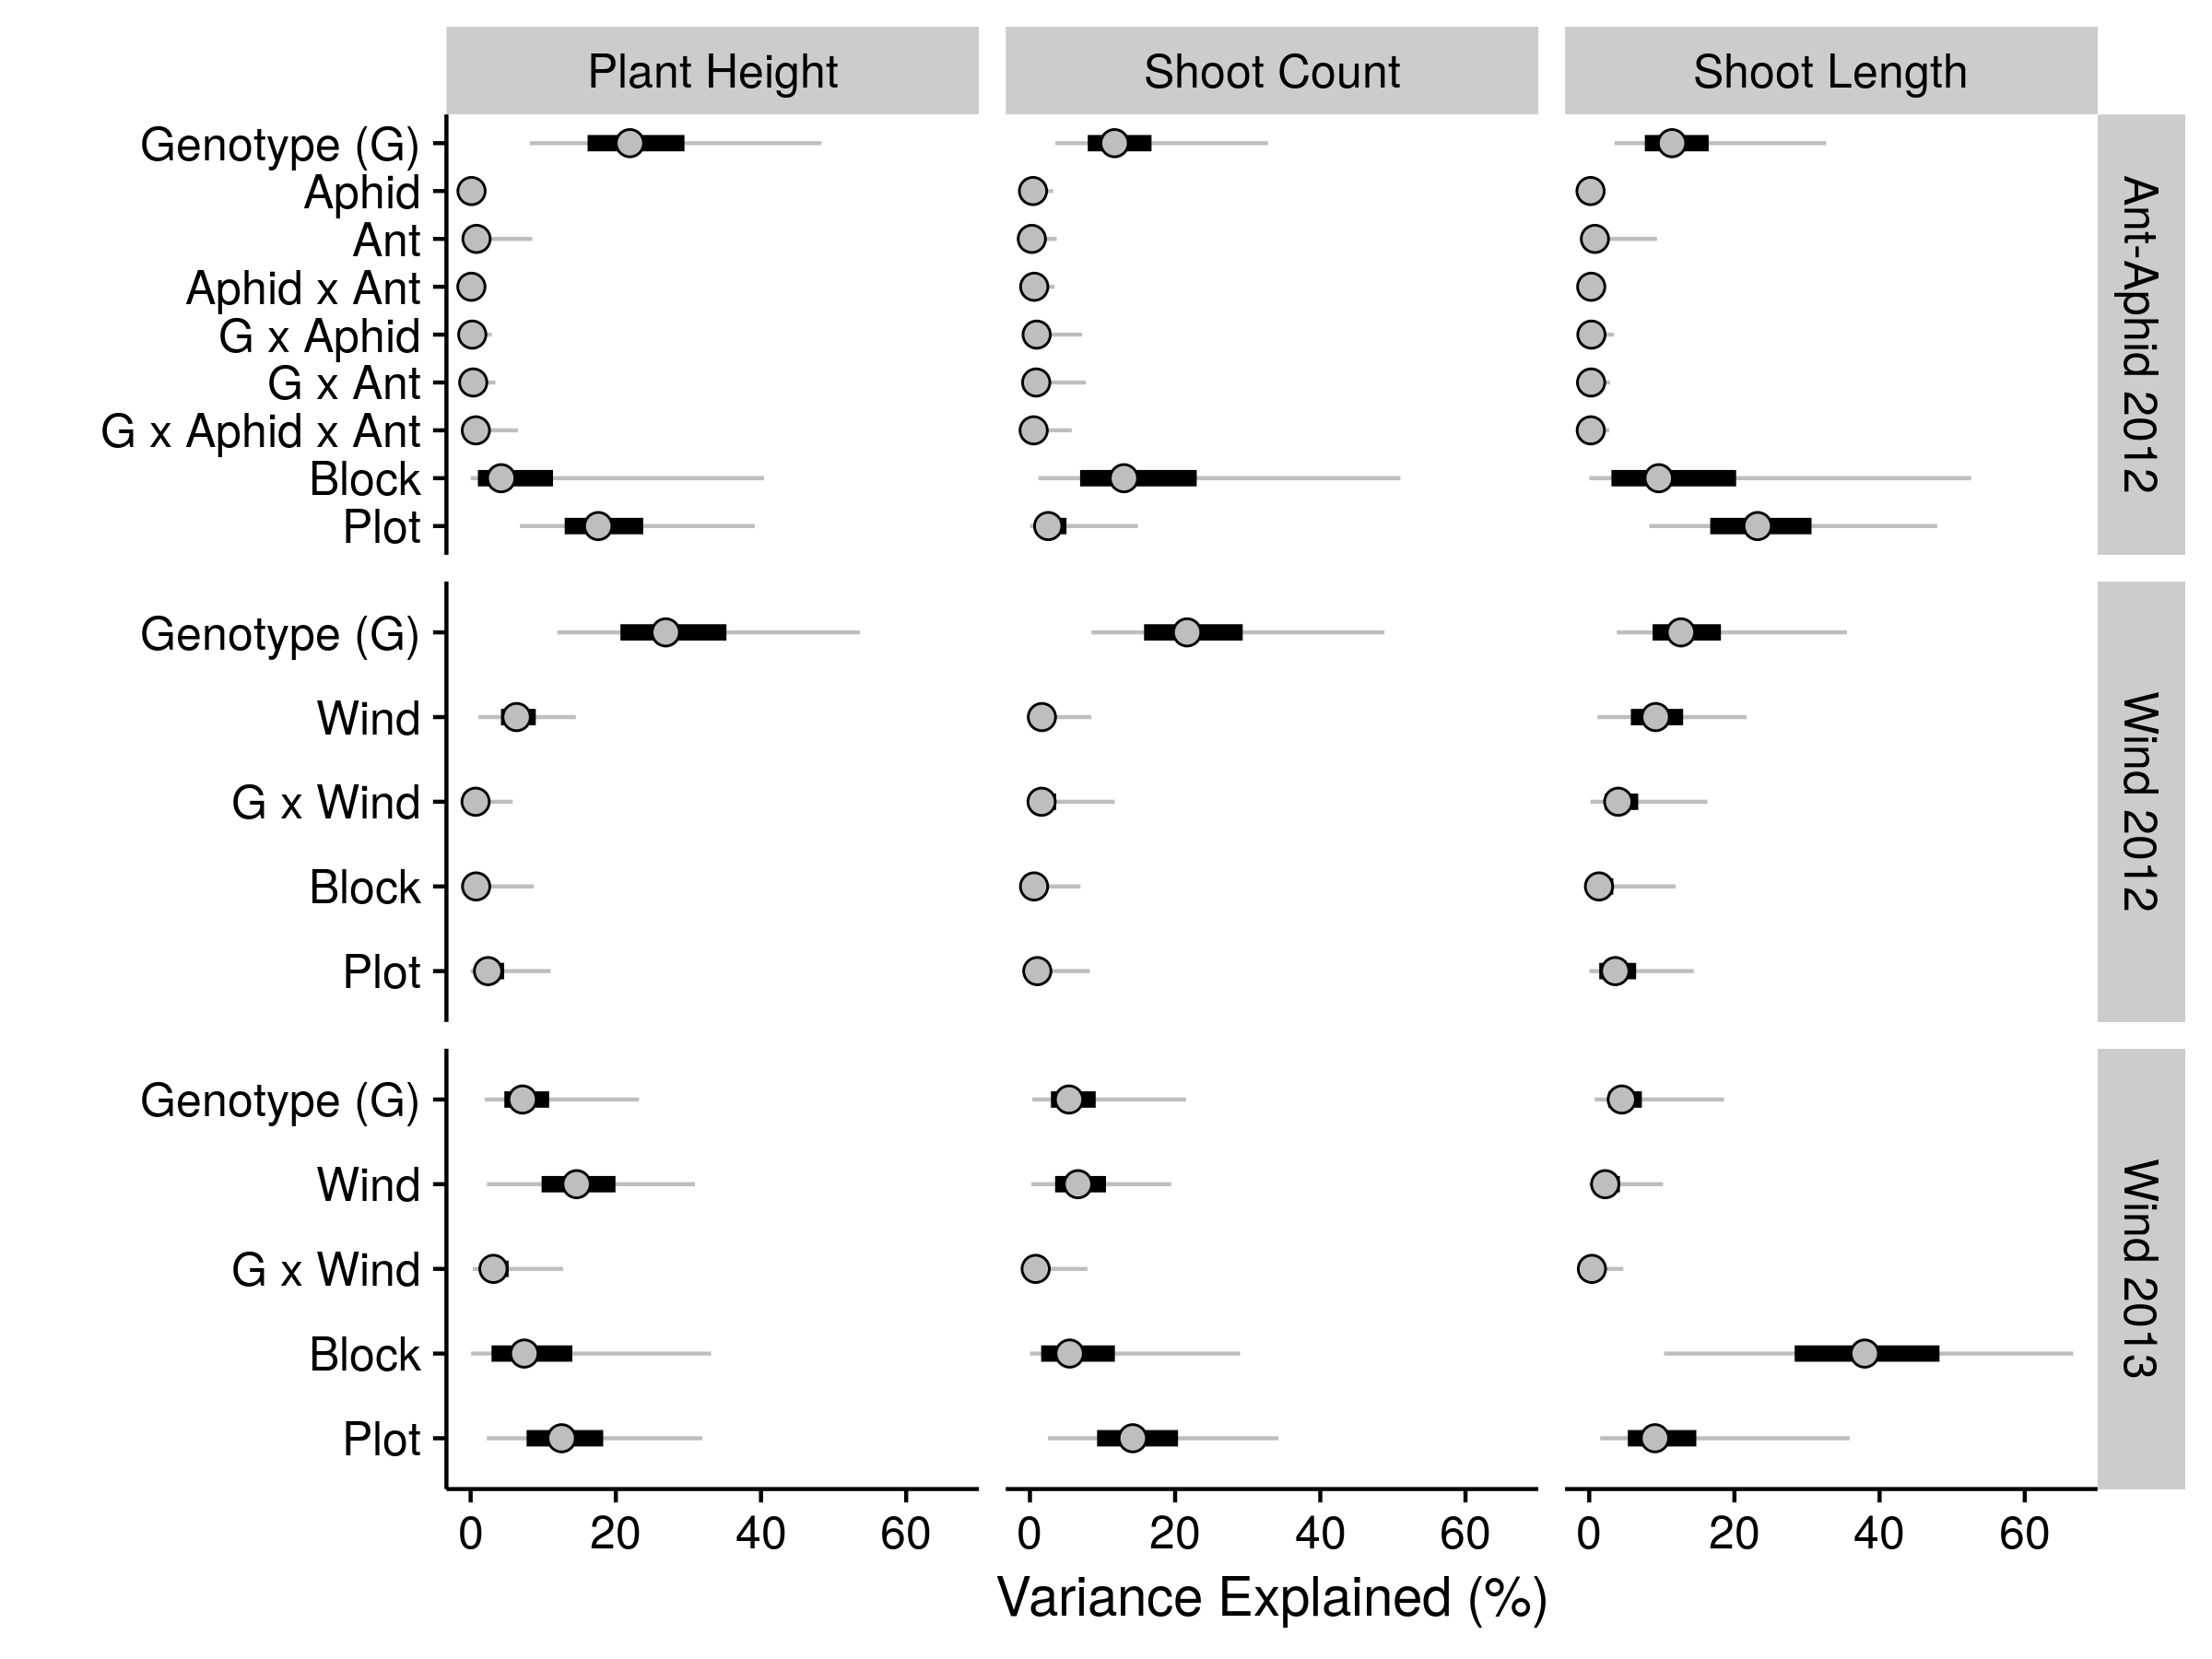 Plant Height
Shoot Count
Shoot Length
Genotype (G)
Aphid
Ant
Aphid x Ant
G x Aphid
G x Ant
G x Aphid x Ant
Block
Plot
Ant-Aphid 2012
Genotype (G)
Wind
G x Wind
Block
Plot
Wind 2012
Genotype (G)
Wind
G x Wind
Block
Plot
Wind 2013
0 20 40 60
0 20 40 60
0 20 40 60
Variance Explained (%)